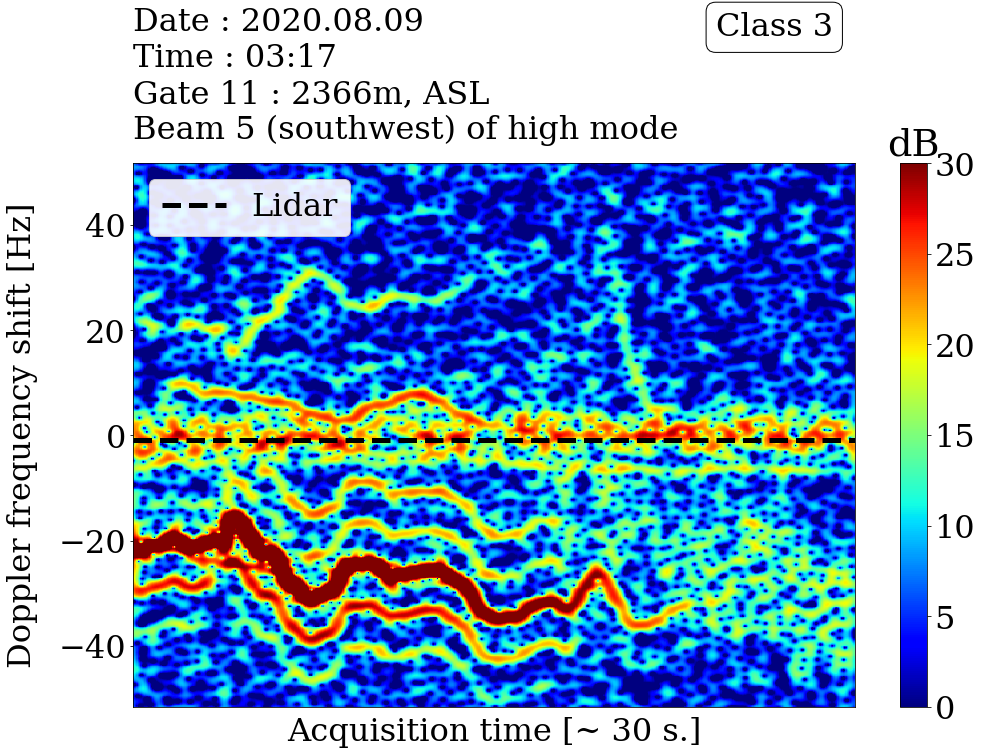 Date : 2020.08.09
Time : 03:17
Gate 11 : 2366m, ASL
Beam 5 (southwest) of high mode
Class 3
dB
Lidar
Doppler frequency shift [Hz]
40
20
0
−20
−40
30
25
20
15
10
5
0
Acquisition time [~ 30 s.]